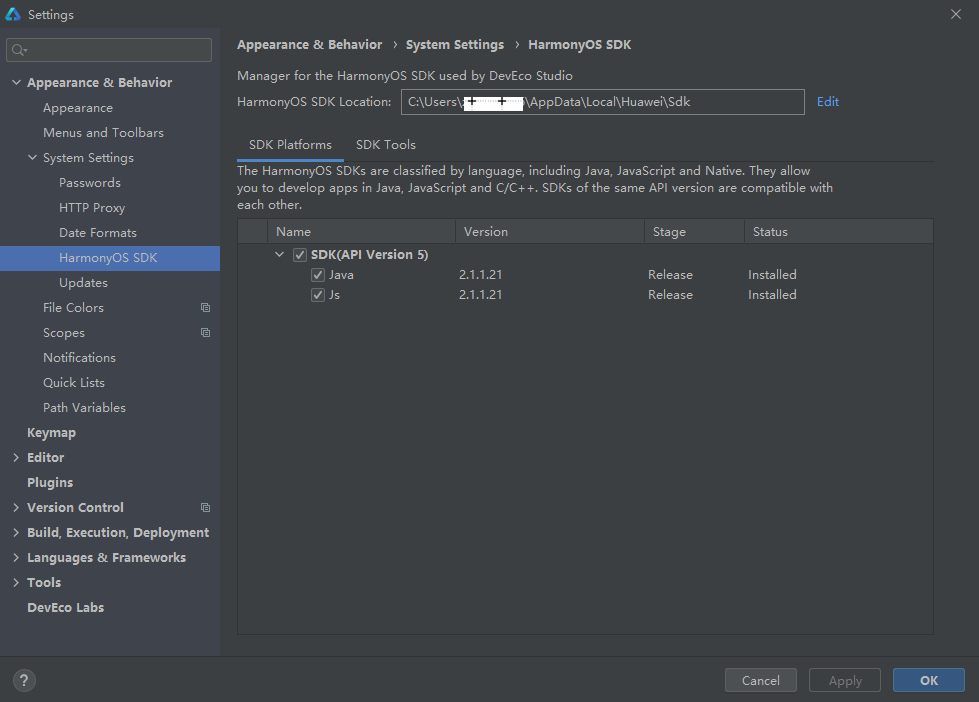 Settings
Appearance & Behavior
Appearance
Menus and Toolbars
System Settings
Passwords
HTTP Proxy
Date Formats
HarmonyOS SDK
Updates
File Colors
Scopes
Notifications
Quick Lists
Path Variables
Keymap
Editor
Plugins
Version Control
Build, Execution, Deployment
Languages & Frameworks
Tools
DevEco Labs
Appearance & Behavior › System Settings › HarmonyOS SDK
Manager for the HarmonyOS SDK used by DevEco Studio
HarmonyOS SDK Location: C:\Users\ \AppData\Local\Huawei\Sdk Edit
SDK Platforms SDK Tools
The HarmonyOS SDKs are classified by language, including Java, JavaScript and Native. They allow
you to develop apps in Java, JavaScript and C/C++. SDKs of the same API version are compatible with
each other.
Name Version Stage Status
SDK(API Version 5)
Java 2.1.1.21 Release Installed
Js 2.1.1.21 Release Installed
? Cancel Apply OK